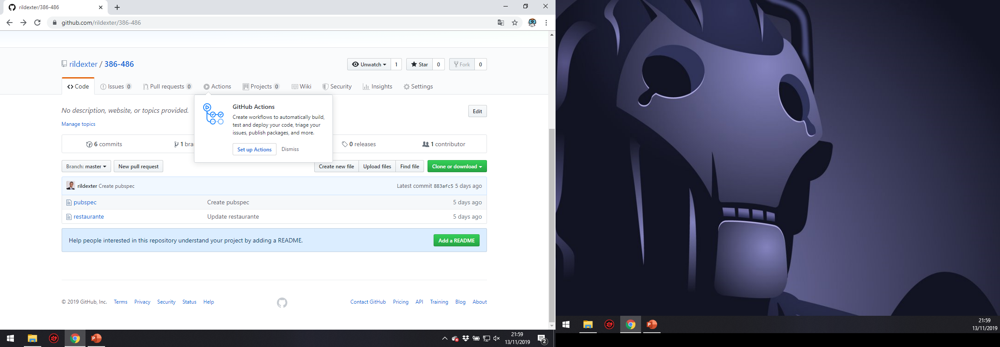 rildexter/386-486
github.com/rildexter/386-486
rildexter / 386-486
Unwatch 1 Star 0 Fork 0
Code Issues 0 Pull requests 0 Actions Projects 0 Wiki Security Insights Settings
GitHub Actions
Create workflows to automatically build,
test and deploy your code, triage your
issues, publish packages, and more.
Set up Actions Dismiss
No description, website, or topics provided. Edit
Manage topics
6 commits 1 0 releases 1 contributor
Branch: master New pull request Create new file Upload files Find file Clone or download
rildexter Create pubspec Latest commit 883afc5 5 days ago
pubspec Create pubspec 5 days ago
restaurante Update restaurante 5 days ago
Help people interested in this repository understand your project by adding a README. Add a README
© 2019 GitHub, Inc. Terms Privacy Security Status Help Contact GitHub Pricing API Training Blog About
21:59
13/11/2019
2
21:59
13/11/2019